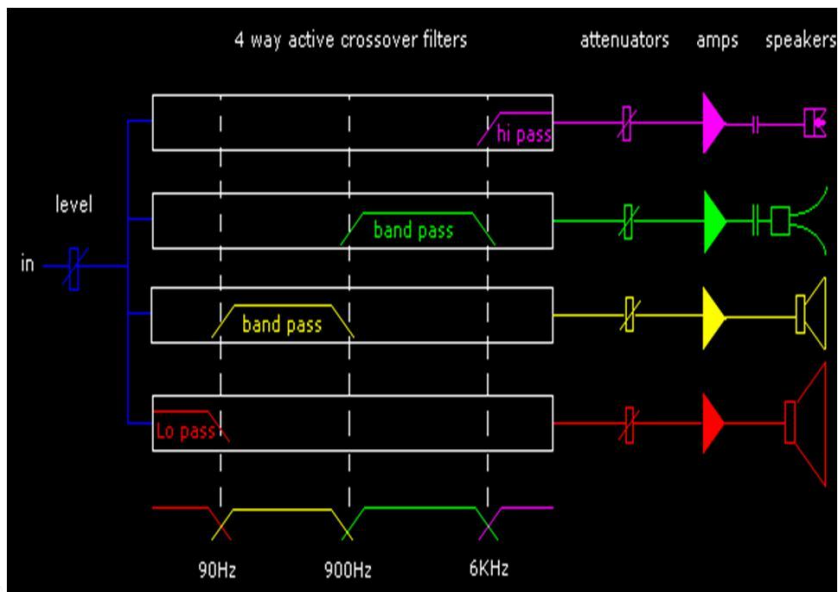 4 way active crossover filters attenuators amps speakers
hi pass
level
band pass
in
band pass
Lo pass
90Hz 900Hz 6KHz